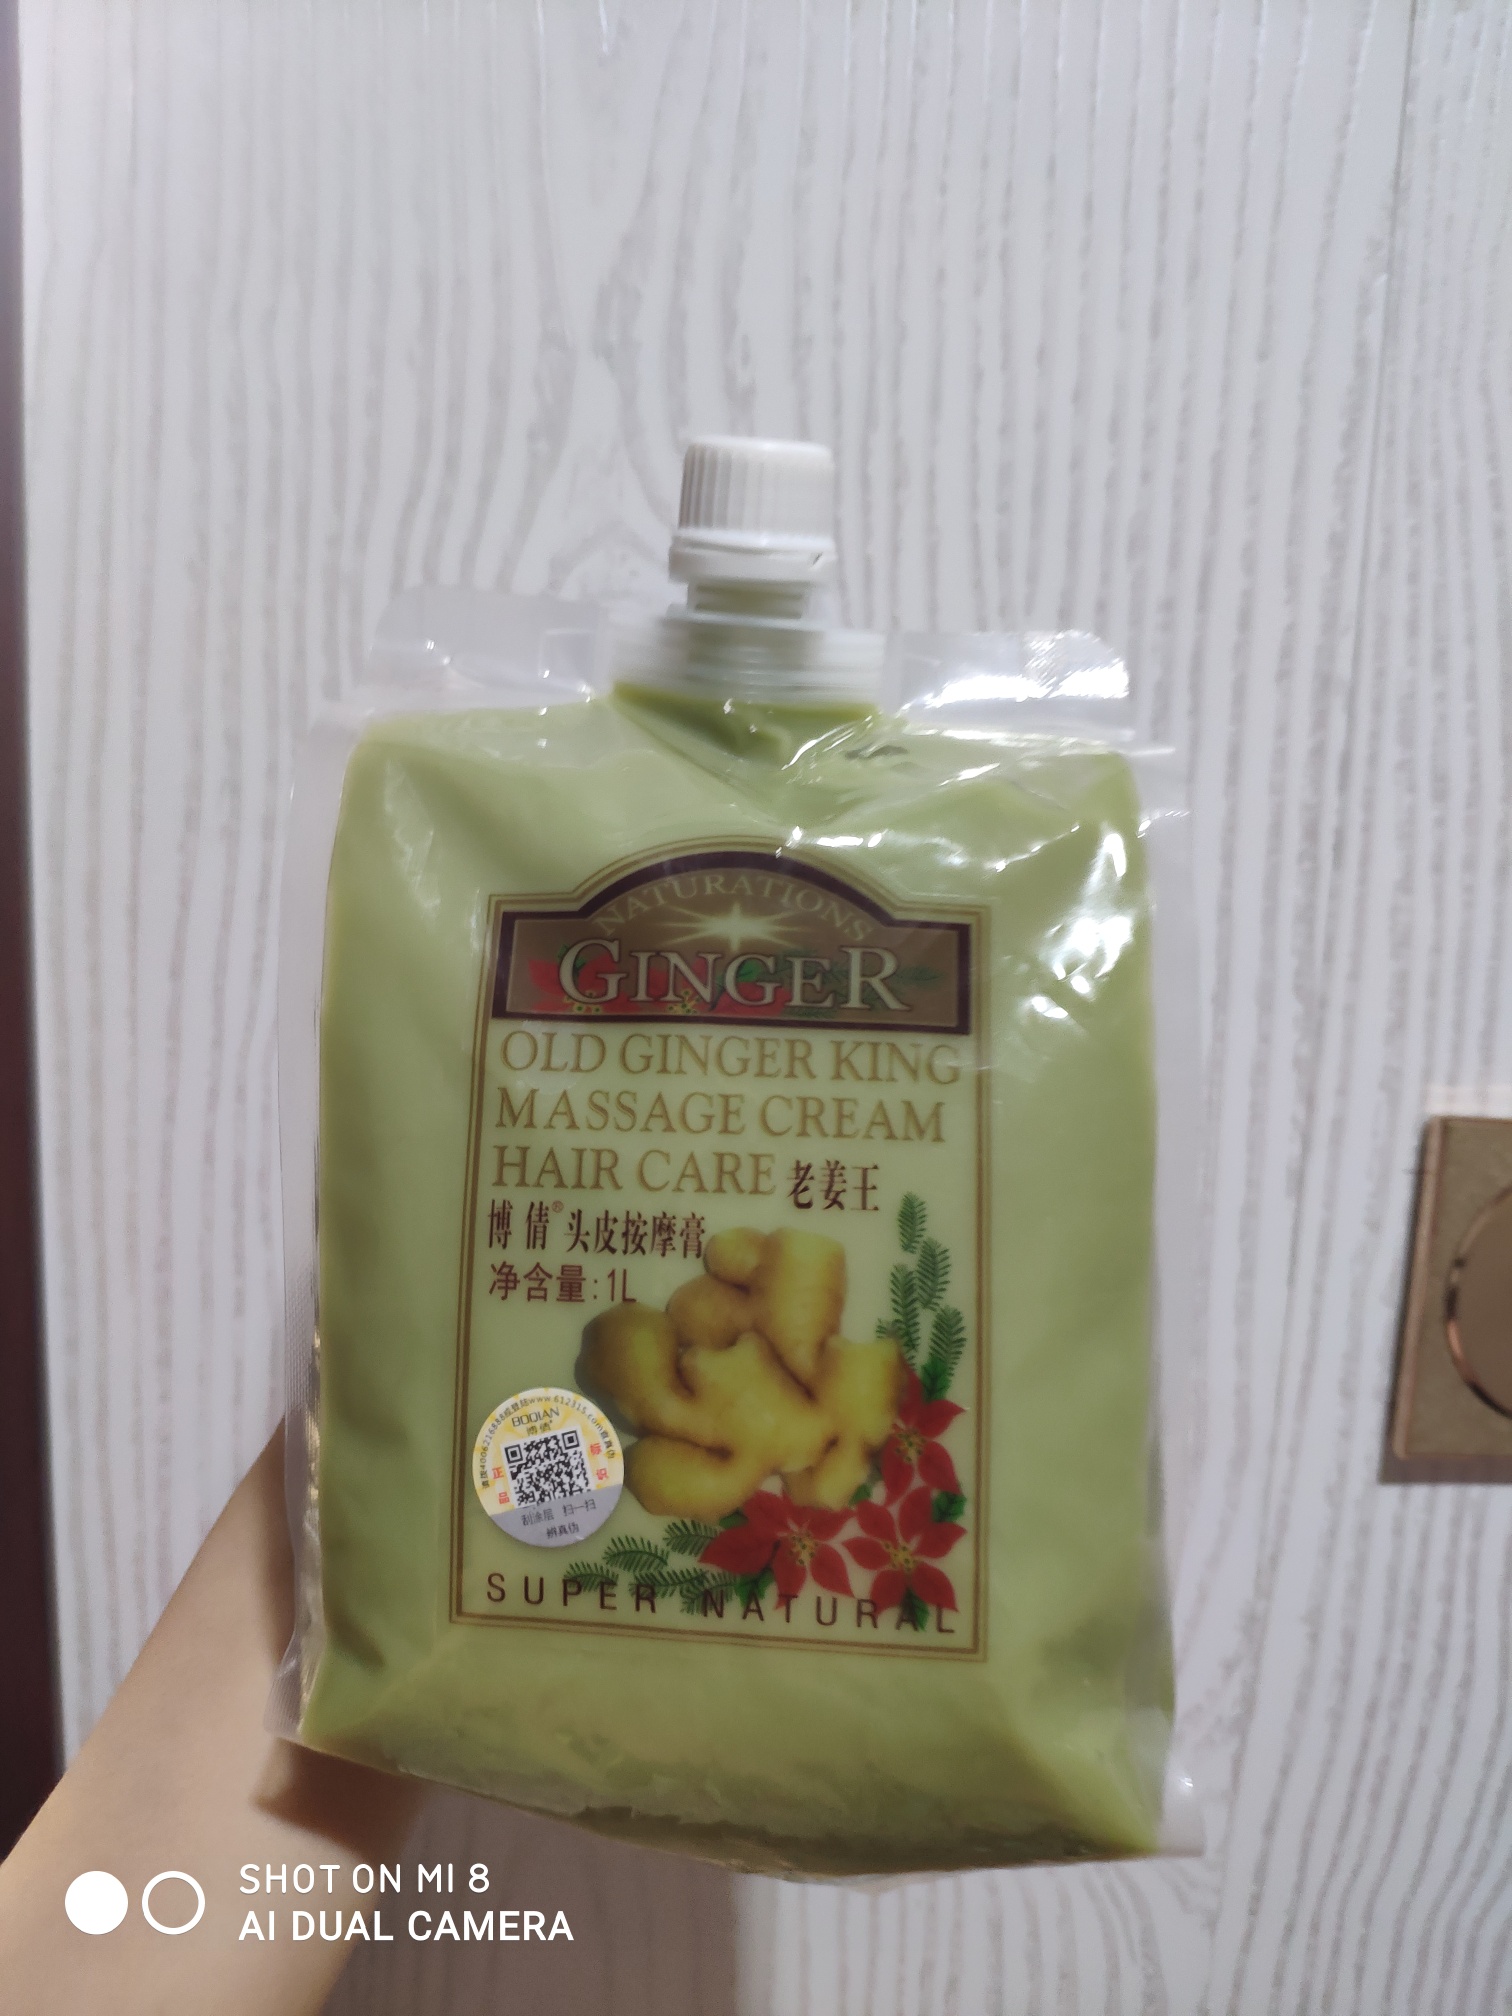 NATURATIONS
GINGER
OLD GINGER KING
MASSAGE CREAM
HAIR CARE 老姜王
博倩® 头皮按摩膏
净含量:1L
BOQIAN
博倩
正品
标识
刮涂层 扫一扫
辨真伪
SUPER NATURAL
SHOT ON MI 8
AI DUAL CAMERA